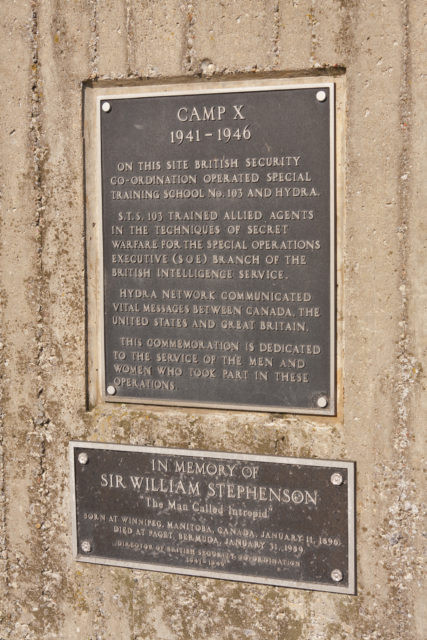 CAMP X
1941 - 1946
ON THIS SITE BRITISH SECURITY
CO-ORDINATION OPERATED SPECIAL
TRAINING SCHOOL No. 103 AND HYDRA.
S.T.S. 103 TRAINED ALLIED AGENTS
IN THE TECHNIQUES OF SECRET
WARFARE FOR THE SPECIAL OPERATIONS
EXECUTIVE (SOE) BRANCH OF THE
BRITISH INTELLIGENCE SERVICE.
HYDRA NETWORK COMMUNICATED
VITAL MESSAGES BETWEEN CANADA, THE
UNITED STATES AND GREAT BRITAIN.
THIS COMMEMORATION IS DEDICATED
TO THE SERVICE OF THE MEN AND
WOMEN WHO TOOK PART IN THESE
OPERATIONS.
IN MEMORY OF
SIR WILLIAM STEPHENSON
"The Man Called Intrepid"
BORN AT WINNIPEG, MANITOBA, CANADA, JANUARY 11, 1896
DIED AT PAGET, BERMUDA, JANUARY 31, 1989
DIRECTOR OF BRITISH SECURITY CO-ORDINATION
1941-1946